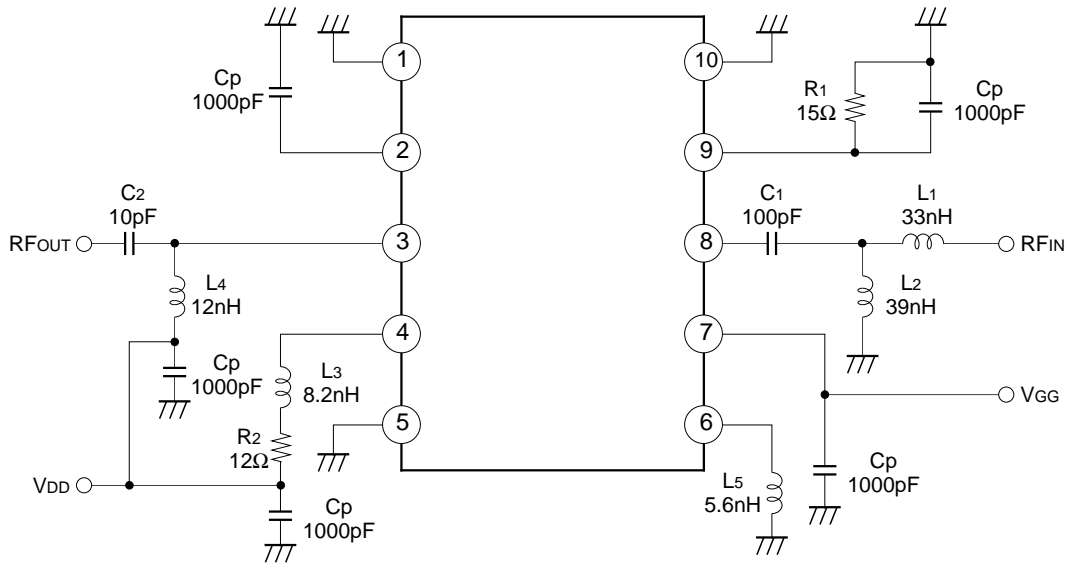 1
10
Cp
1000pF
R1
15Ω
Cp
1000pF
2
9
C2
10pF
C1
100pF
L1
33nH
RFOUT
3
8
RFIN
L4
12nH
L2
39nH
4
7
Cp
1000pF
L3
8.2nH
VGG
5
6
R2
12Ω
VDD
Cp
1000pF
L5
5.6nH
Cp
1000pF